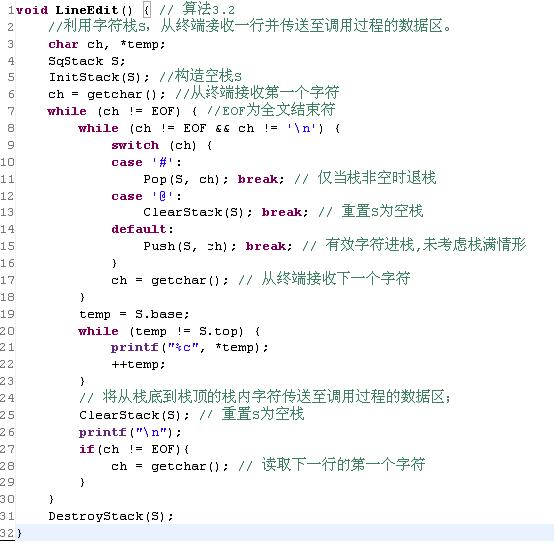 1 void LineEdit() { // 算法3.2
2 //利用字符栈S，从终端接收一行并传送至调用过程的数据区。
3 char ch, *temp;
4 SqStack S;
5 InitStack(S); //构造空栈S
6 ch = getchar(); //从终端接收第一个字符
7 while (ch != EOF) { //EOF为全文结束符
8 while (ch != EOF && ch != '\n') {
9 switch (ch) {
10 case '#':
11 Pop(S, ch); break; // 仅当栈非空时退栈
12 case '@':
13 ClearStack(S); break; // 重置S为空栈
14 default:
15 Push(S, ch); break; // 有效字符进栈,未考虑栈满情形
16 }
17 ch = getchar(); // 从终端接收下一个字符
18 }
19 temp = S.base;
20 while (temp != S.top) {
21 printf("%c", *temp);
22 ++temp;
23 }
24 // 将从栈底到栈顶的栈内字符传送至调用过程的数据区;
25 ClearStack(S); // 重置S为空栈
26 printf("\n");
27 if(ch != EOF){
28 ch = getchar(); // 读取下一行的第一个字符
29 }
30 }
31 DestroyStack(S);
32 }